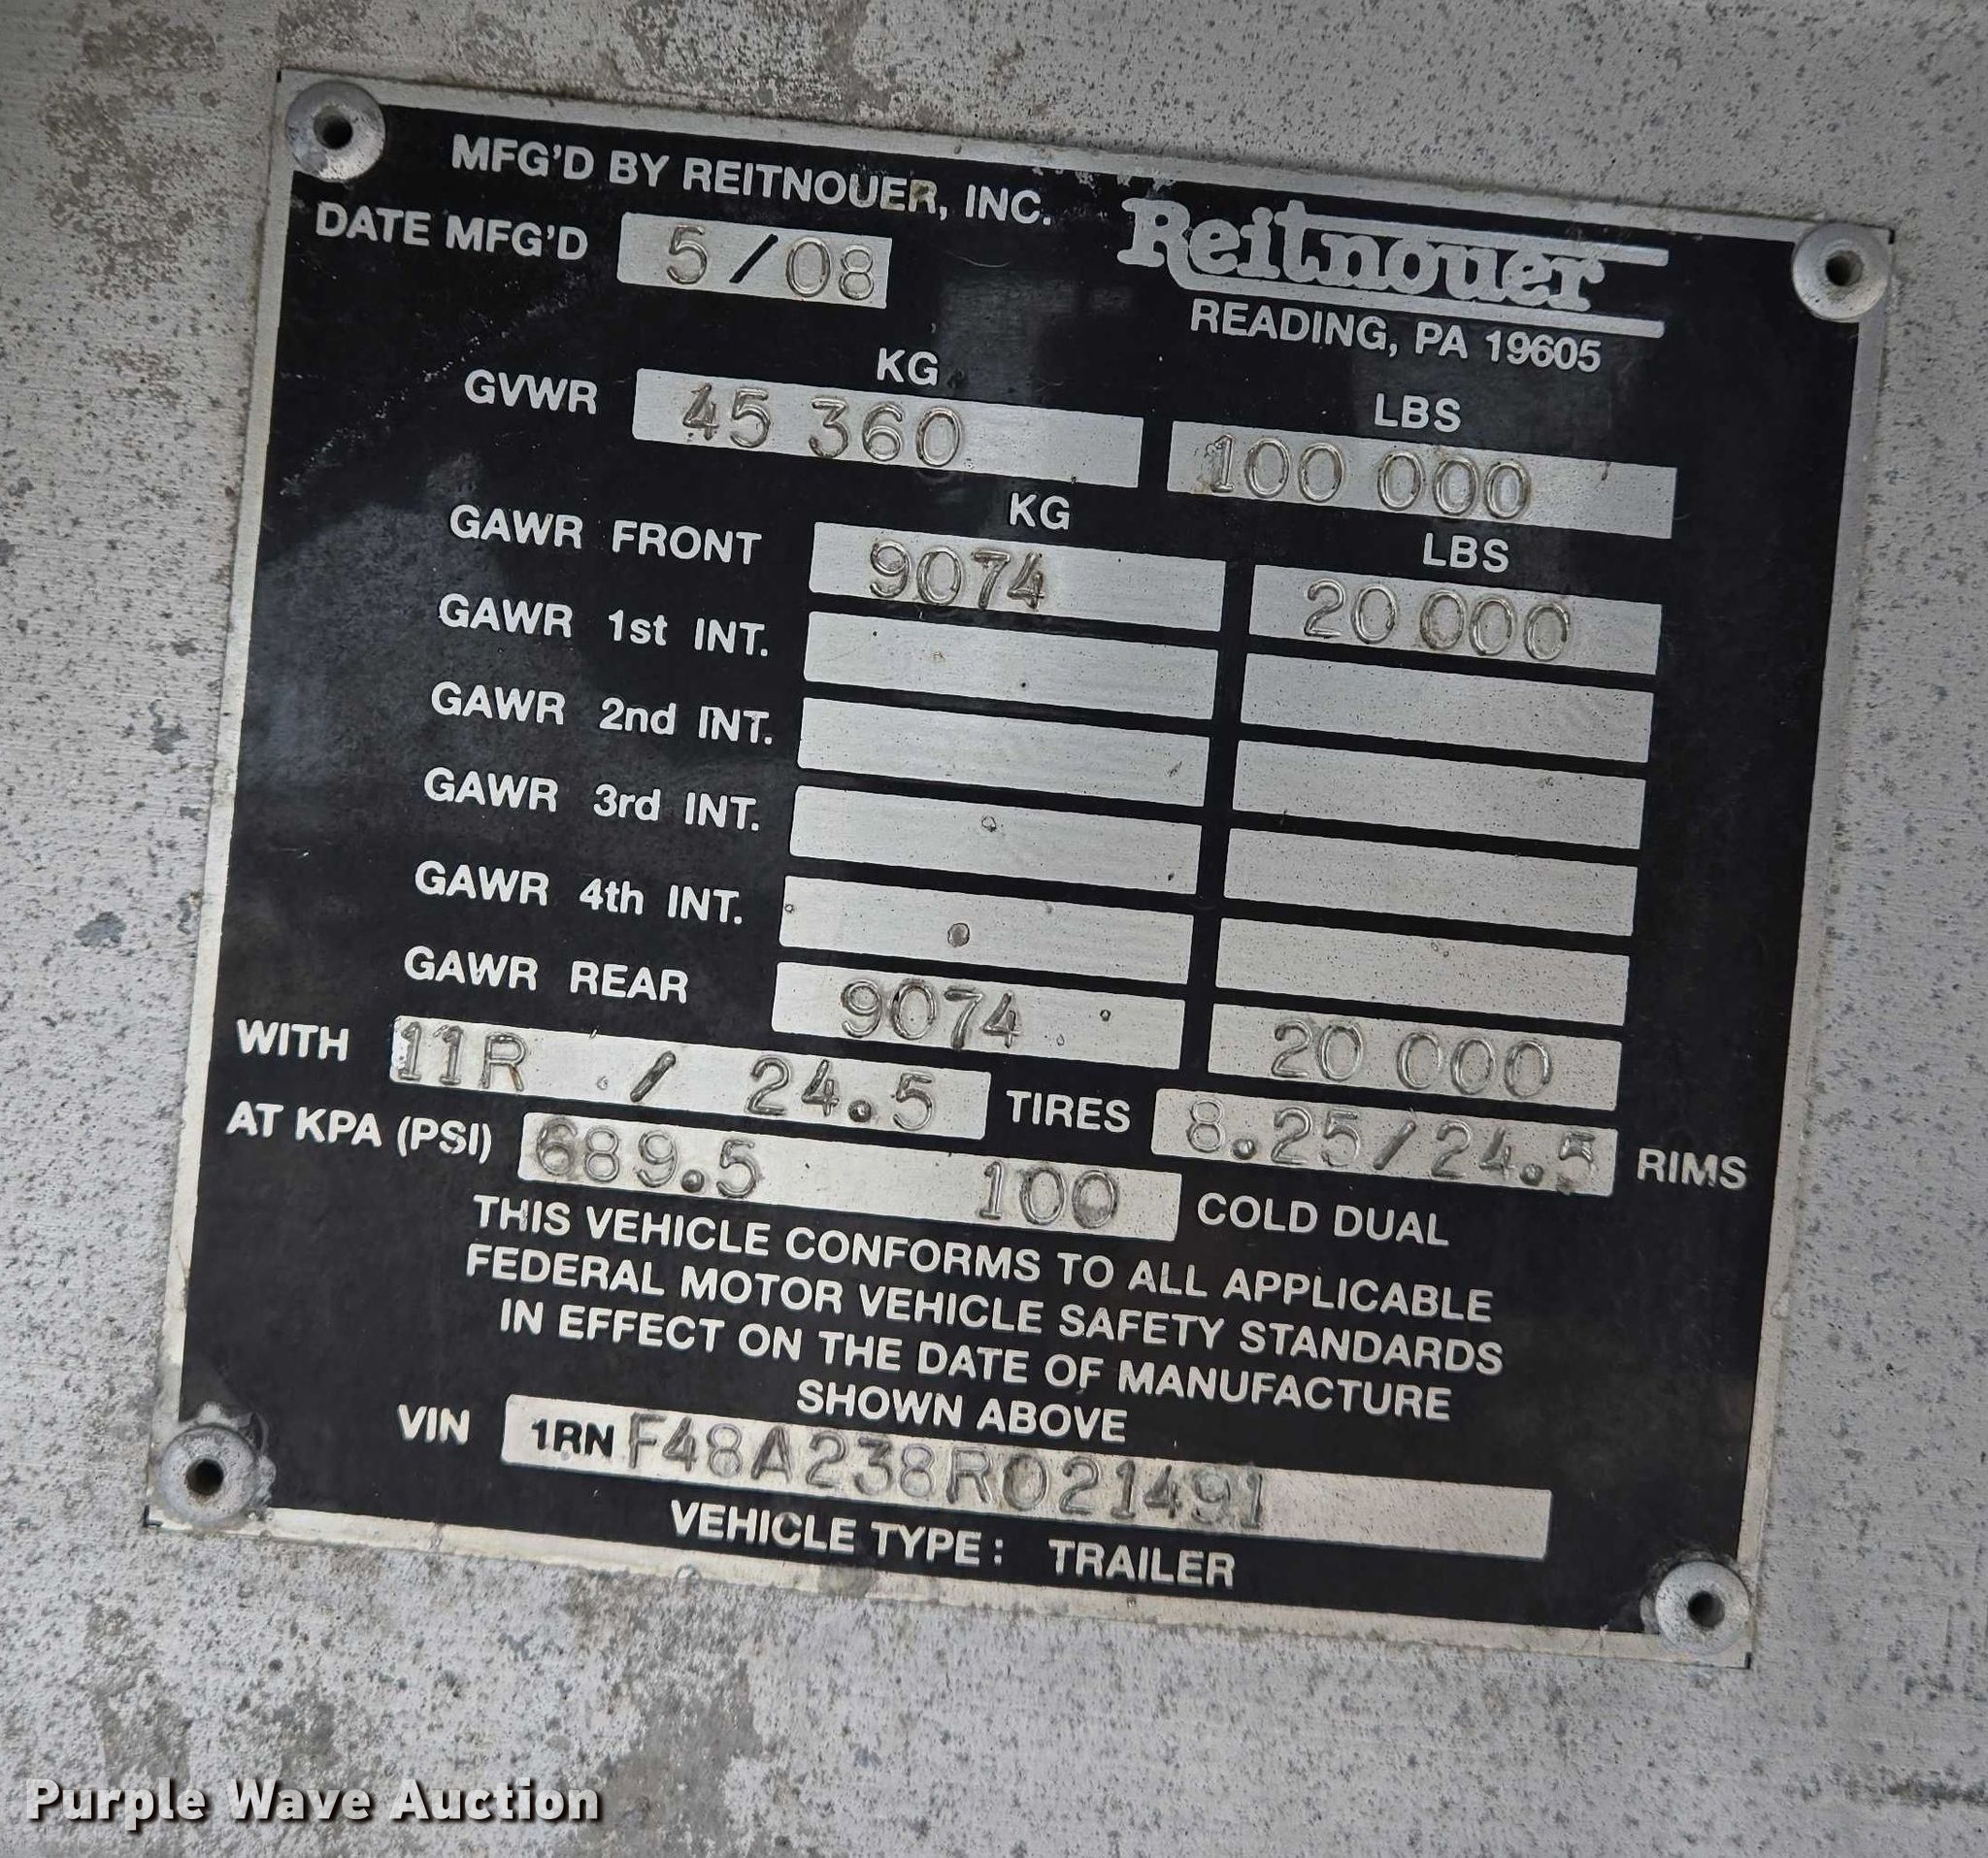 MFG'D BY REITNOUER, INC.
Reitnouer
DATE MFG'D 5/08
READING, PA 19605
KG LBS
GVWR 45 360 100 000
KG LBS
GAWR FRONT 9074 20 000
GAWR 1st INT.
GAWR 2nd INT.
GAWR 3rd INT.
GAWR 4th INT.
GAWR REAR 9074 20 000
WITH 11R / 24.5 TIRES 8.25/24.5 RIMS
AT KPA (PSI) 689.5 100 COLD DUAL
THIS VEHICLE CONFORMS TO ALL APPLICABLE
FEDERAL MOTOR VEHICLE SAFETY STANDARDS
IN EFFECT ON THE DATE OF MANUFACTURE
SHOWN ABOVE
VIN 1RNF48A238R021491
VEHICLE TYPE: TRAILER
Purple Wave Auction